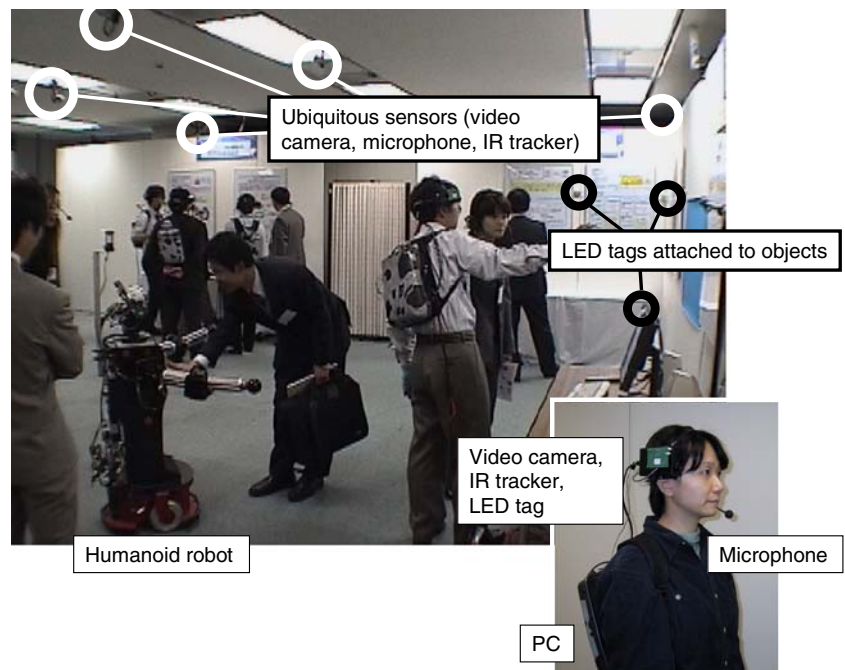 Ubiquitous sensors (video
camera, microphone, IR tracker)
LED tags attached to objects
Video camera,
IR tracker,
LED tag
Humanoid robot
Microphone
PC